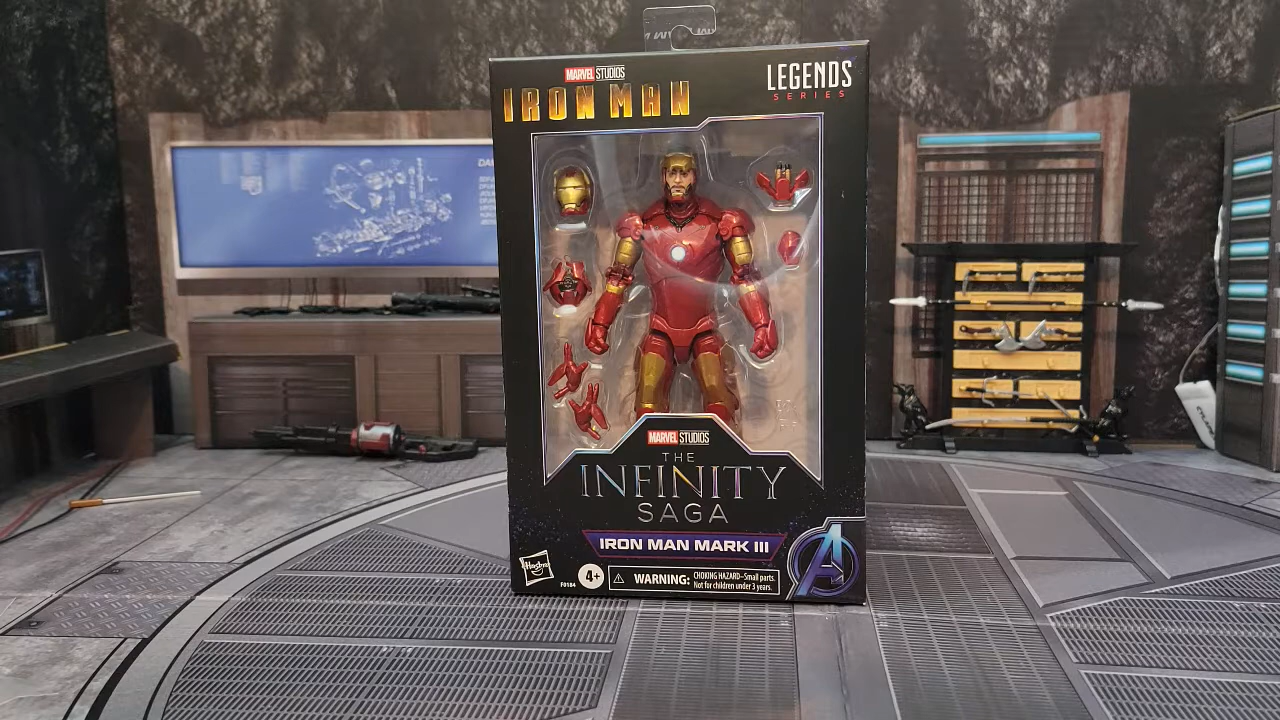 MARVEL STUDIOS
IRON MAN
LEGENDS
SERIES
MARVEL STUDIOS
THE
INFINITY
SAGA
IRON MAN MARK III
Hasbro
F0184
4+
WARNING: CHOKING HAZARD–Small parts.
Not for children under 3 years.